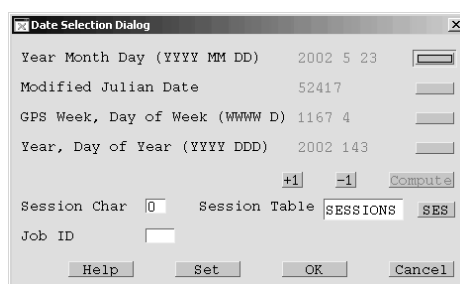 Date Selection Dialog
Year Month Day (YYYY MM DD) 2002 5 23
Modified Julian Date 52417
GPS Week, Day of Week (WWWW D) 1167 4
Year, Day of Year (YYYY DDD) 2002 143
+1 -1 Compute
Session Char 0 Session Table SESSIONS SES
Job ID
Help Set OK Cancel